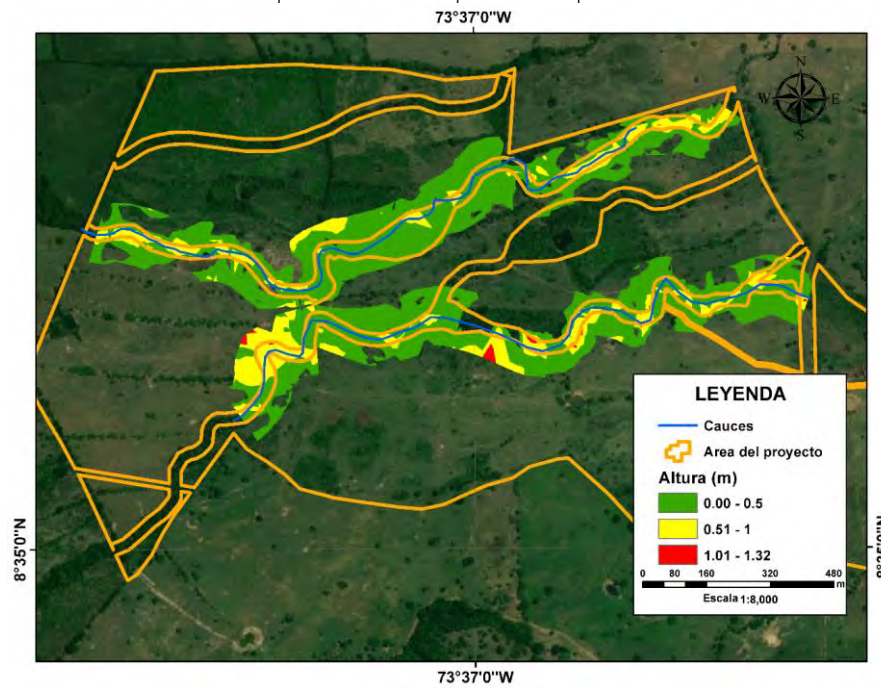 73°37'0"W
N
W E
S
LEYENDA
Cauces
Area del proyecto
Altura (m)
0.00 - 0.5
0.51 - 1
1.01 - 1.32
0 80 160 320 480
m
Escala 1:8,000
8°35'0"N
8°35'0"N
73°37'0"W